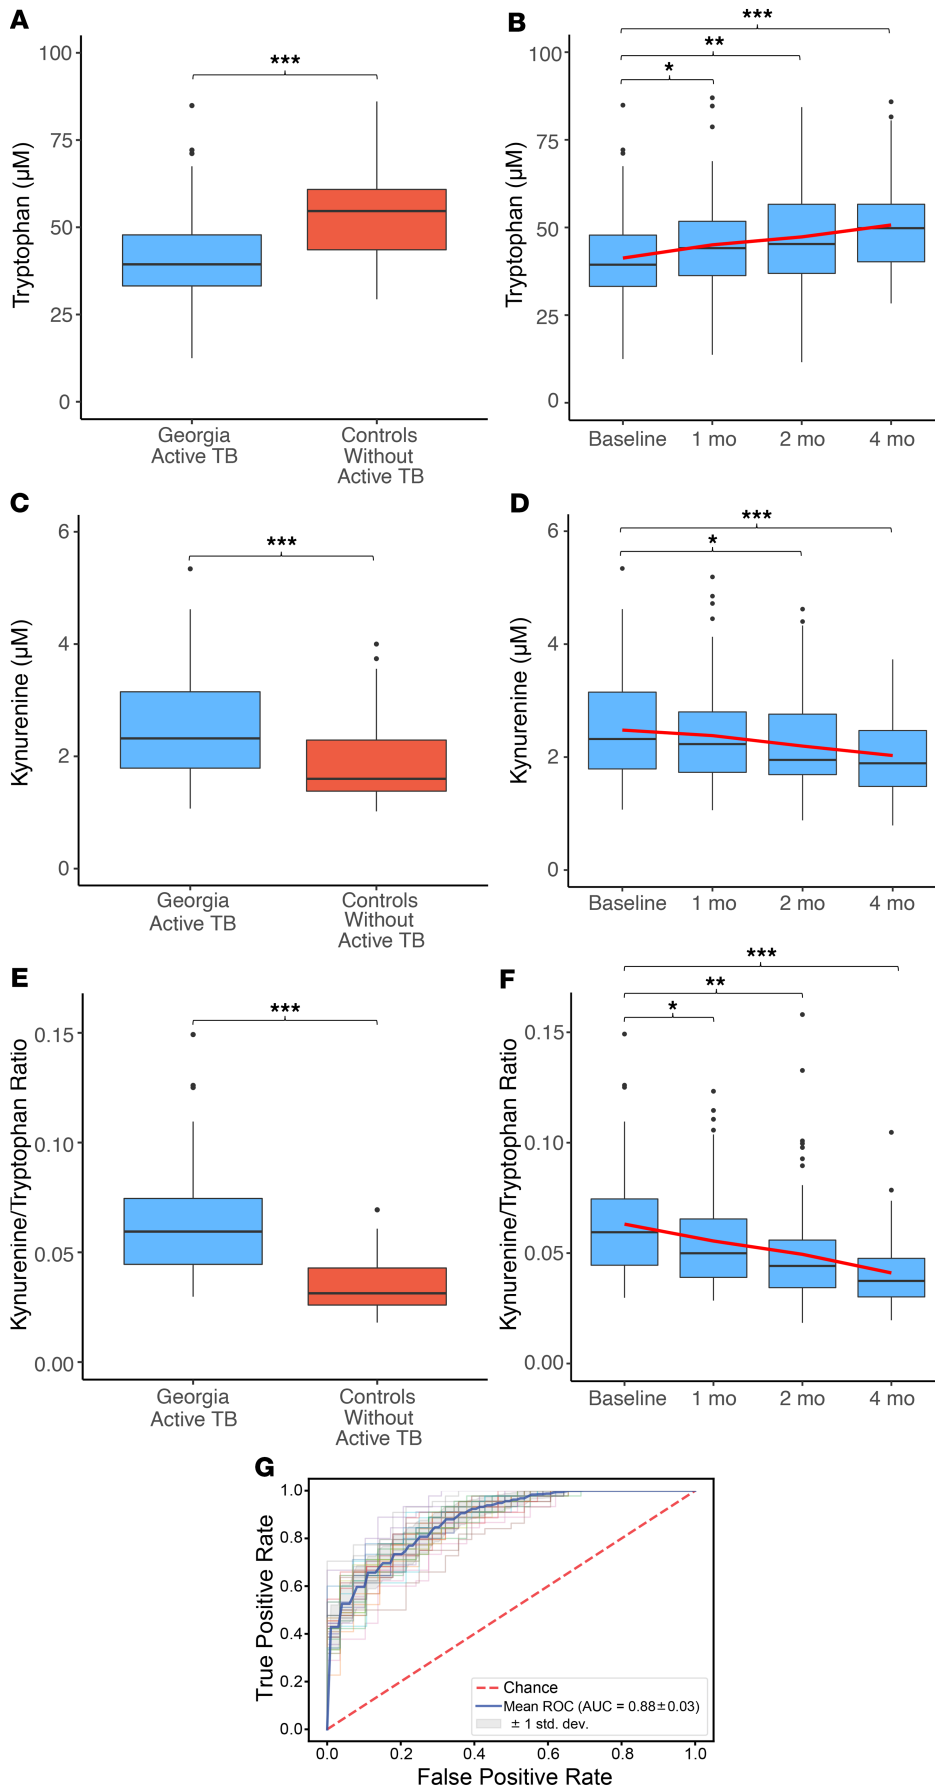 A
Tryptophan (µM)
100
75
50
25
0
***
Georgia
Active TB
Controls
Without
Active TB
B
Tryptophan (µM)
100
75
50
25
0
***
**
*
Baseline
1 mo
2 mo
4 mo
C
Kynurenine (µM)
6
4
2
0
***
Georgia
Active TB
Controls
Without
Active TB
D
Kynurenine (µM)
6
4
2
0
***
*
Baseline
1 mo
2 mo
4 mo
E
Kynurenine/Tryptophan Ratio
0.15
0.10
0.05
0.00
***
Georgia
Active TB
Controls
Without
Active TB
F
Kynurenine/Tryptophan Ratio
0.15
0.10
0.05
0.00
***
**
*
Baseline
1 mo
2 mo
4 mo
G
True Positive Rate
1.0
0.8
0.6
0.4
0.2
0.0
Chance
Mean ROC (AUC = 0.88±0.03)
± 1 std. dev.
0.0
0.2
0.4
0.6
0.8
1.0
False Positive Rate